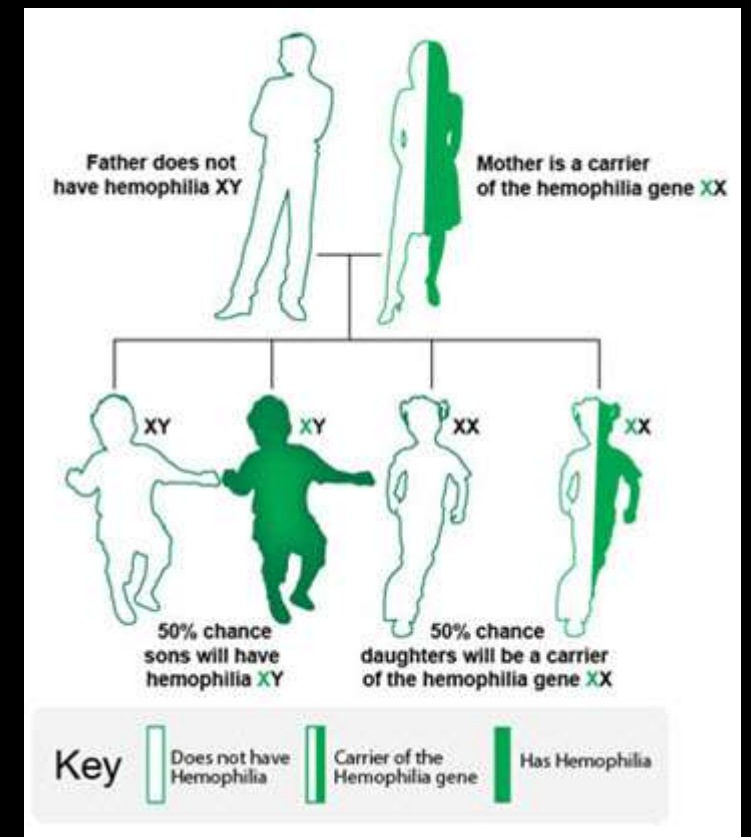 Father does not
have hemophilia XY
Mother is a carrier
of the hemophilia gene XX
XY
XY
XX
XX
50% chance
sons will have
hemophilia XY
50% chance
daughters will be a carrier
of the hemophilia gene XX
Key
Does not have
Hemophilia
Carrier of the
Hemophilia gene
Has Hemophilia